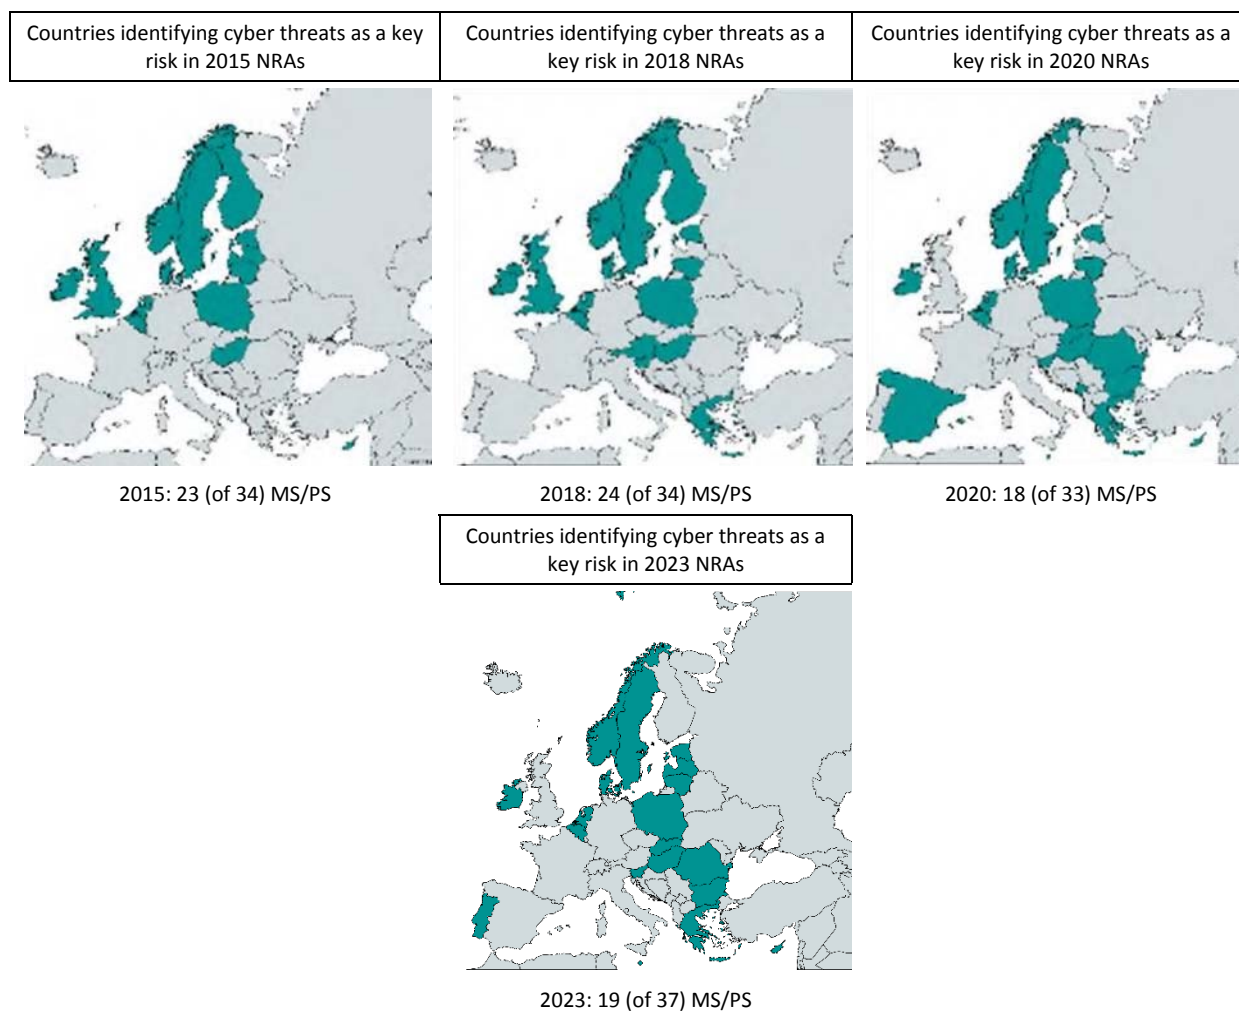 Countries identifying cyber threats as a key
risk in 2015 NRAs
Countries identifying cyber threats as a
key risk in 2018 NRAs
Countries identifying cyber threats as a
key risk in 2020 NRAs
2015: 23 (of 34) MS/PS
2018: 24 (of 34) MS/PS
2020: 18 (of 33) MS/PS
Countries identifying cyber threats as a
key risk in 2023 NRAs
2023: 19 (of 37) MS/PS